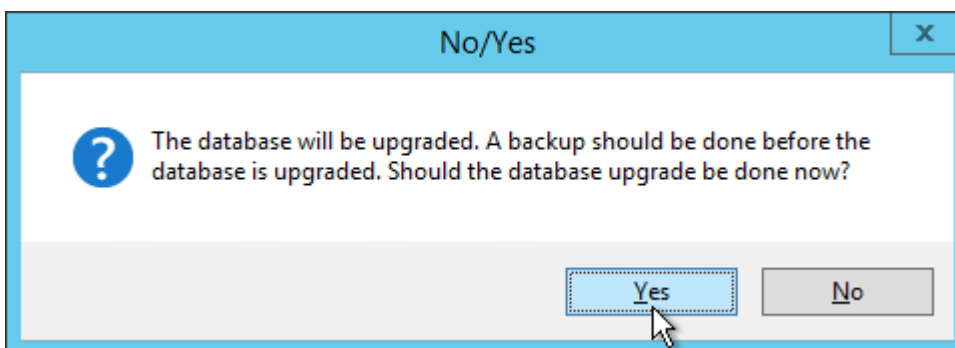 No/Yes
x
?
The database will be upgraded. A backup should be done before the
database is upgraded. Should the database upgrade be done now?
Yes
No